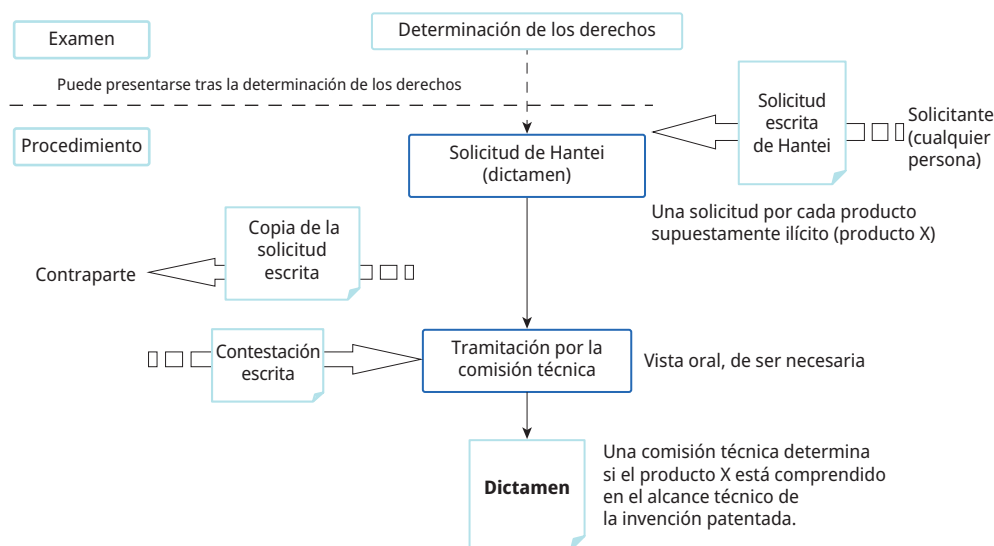 Examen
Determinación de los derechos
Puede presentarse tras la determinación de los derechos
Procedimiento
Solicitud de Hantei
(dictamen)
Solicitud
escrita
de Hantei
Solicitante
(cualquier
persona)
Una solicitud por cada producto
supuestamente ilícito (producto X)
Copia de la
solicitud
escrita
Contraparte
Contestación
escrita
Tramitación por la
comisión técnica
Vista oral, de ser necesaria
Dictamen
Una comisión técnica determina
si el producto X está comprendido
en el alcance técnico de
la invención patentada.